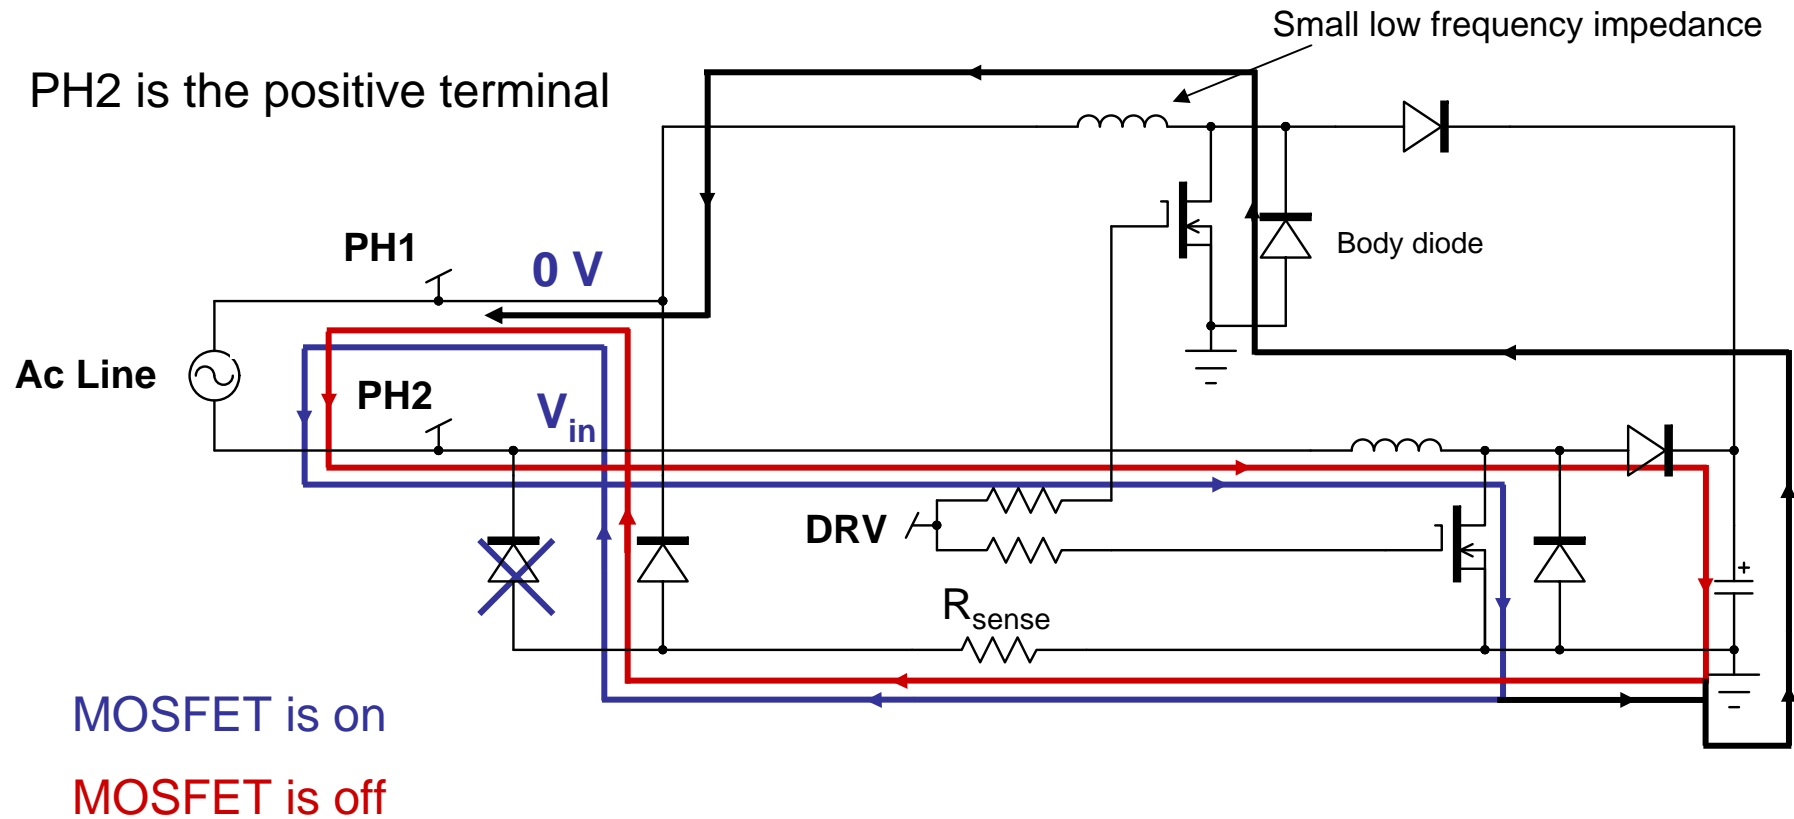 Small low frequency impedance
PH2 is the positive terminal
PH1
0 V
Body diode
Ac Line
PH2
Vin
DRV
Rsense
+
MOSFET is on
MOSFET is off